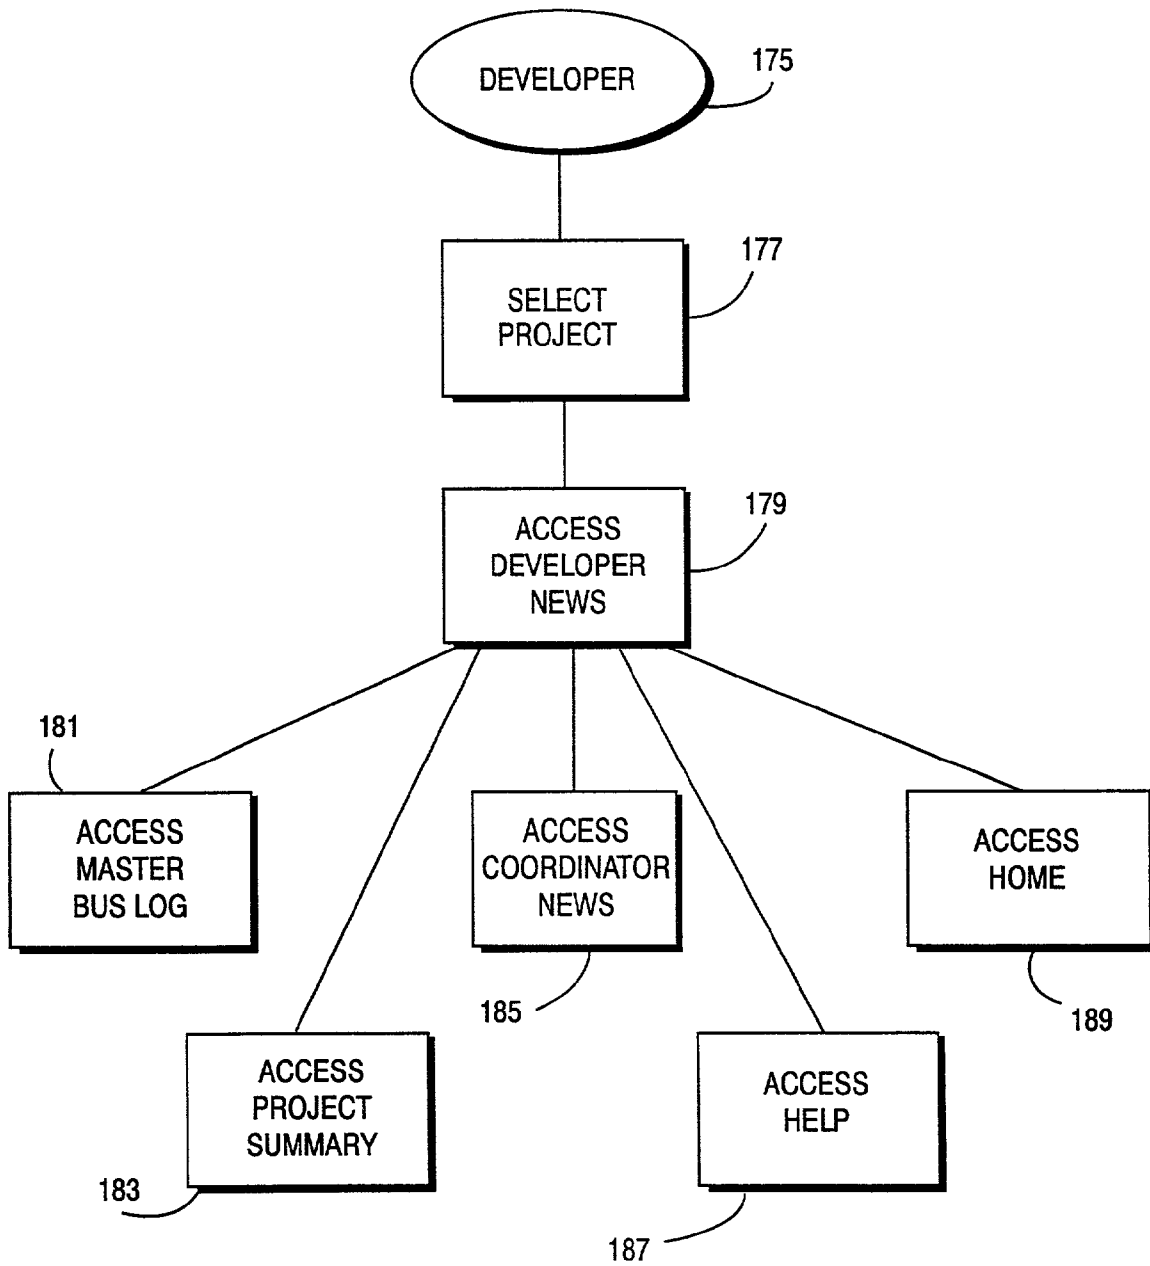 DEVELOPER
175
SELECT
PROJECT
177
ACCESS
DEVELOPER
NEWS
179
181
ACCESS
MASTER
BUS LOG
ACCESS
COORDINATOR
NEWS
185
ACCESS
HOME
189
ACCESS
PROJECT
SUMMARY
183
ACCESS
HELP
187